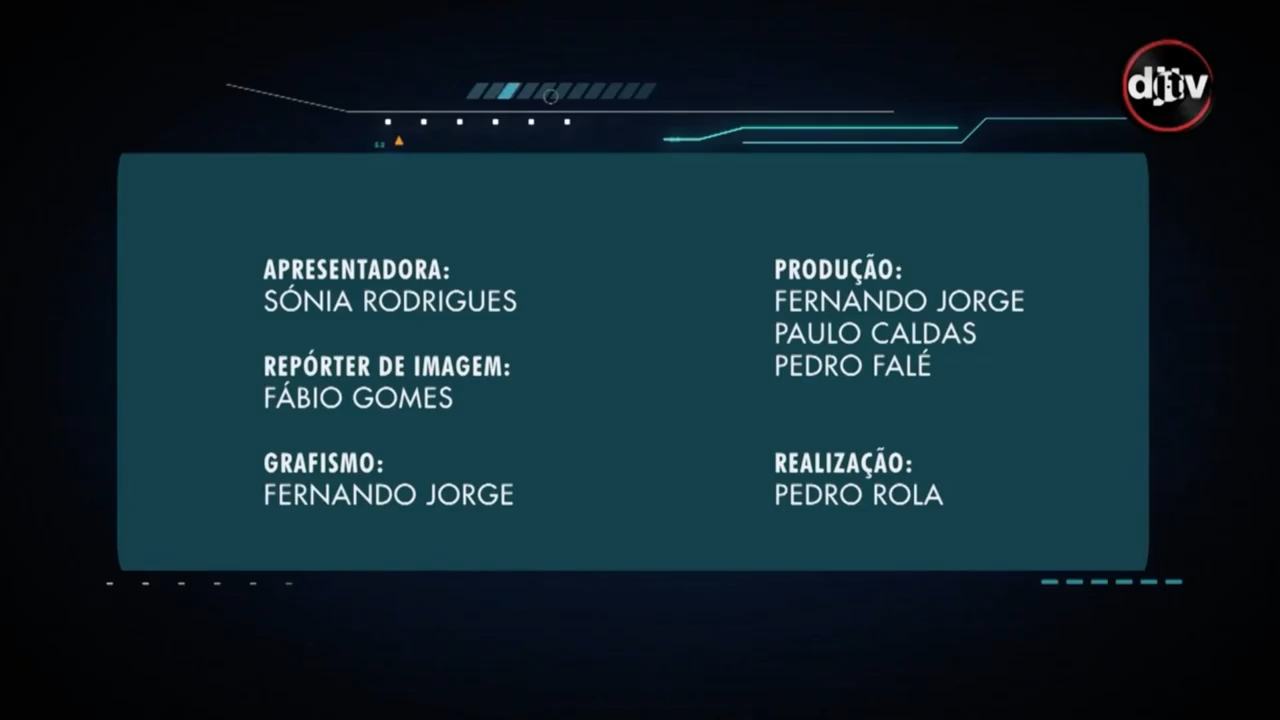 djtv
APRESENTADORA:
SÓNIA RODRIGUES
REPÓRTER DE IMAGEM:
FÁBIO GOMES
GRAFISMO:
FERNANDO JORGE
PRODUÇÃO:
FERNANDO JORGE
PAULO CALDAS
PEDRO FALÉ
REALIZAÇÃO:
PEDRO ROLA